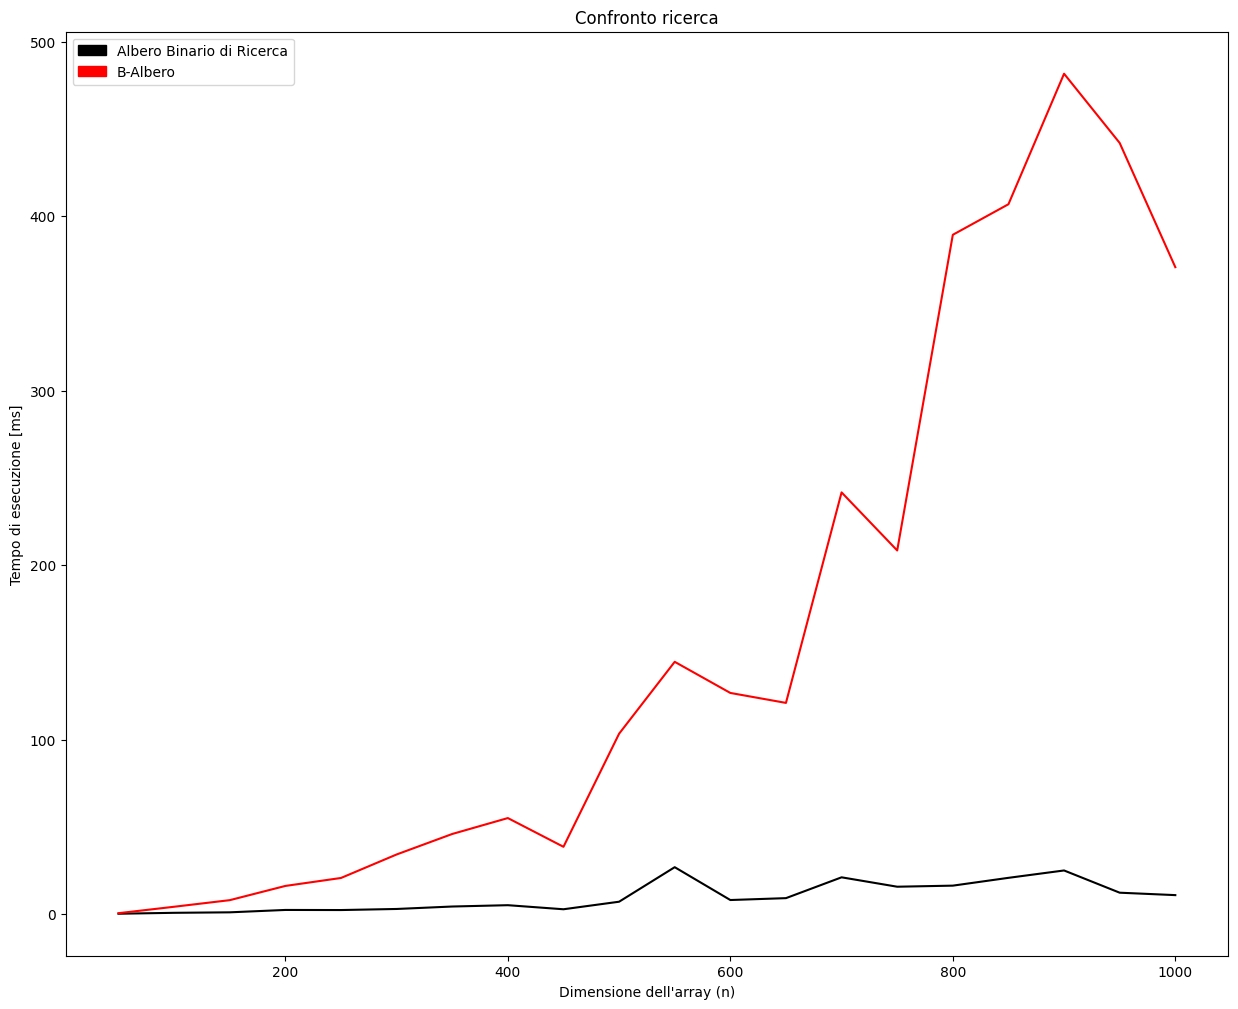 Confronto ricerca
Albero Binario di Ricerca
B-Albero
500
400
300
200
100
0
Tempo di esecuzione [ms]
200 400 600 800 1000
Dimensione dell'array (n)